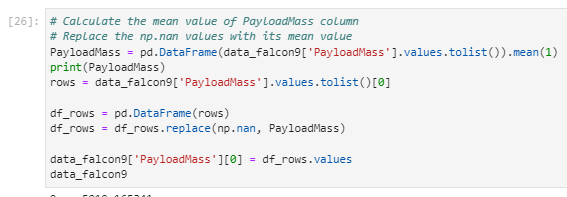 [26]: # Calculate the mean value of PayloadMass column
# Replace the np.nan values with its mean value
PayloadMass = pd.DataFrame(data_falcon9['PayloadMass'].values.tolist()).mean(1)
print(PayloadMass)
rows = data_falcon9['PayloadMass'].values.tolist()[0]
df_rows = pd.DataFrame(rows)
df_rows = df_rows.replace(np.nan, PayloadMass)
data_falcon9['PayloadMass'][0] = df_rows.values
data_falcon9